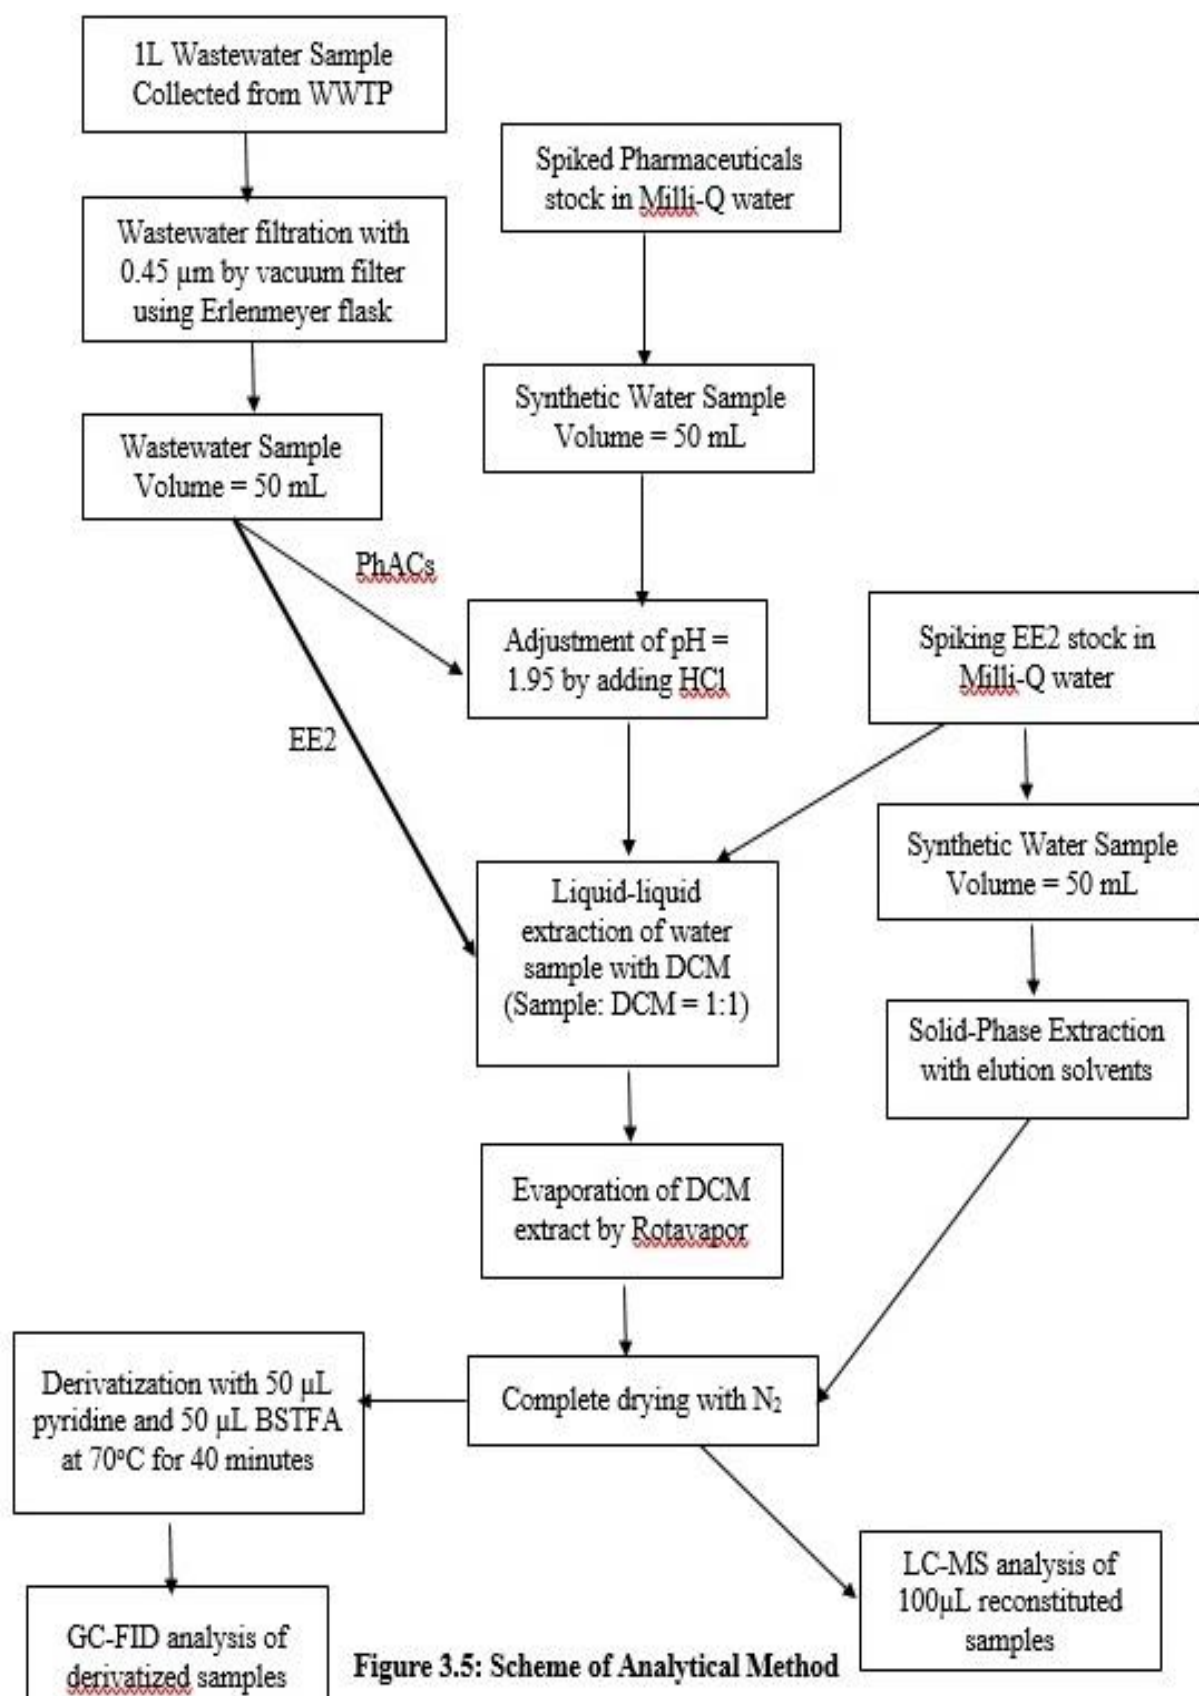 1L Wastewater Sample
Collected from WWTP
Spiked Pharmaceuticals
stock in Milli-Q water
Wastewater filtration with
0.45 µm by vacuum filter
using Erlenmeyer flask
Synthetic Water Sample
Volume = 50 mL
Wastewater Sample
Volume = 50 mL
PhACs
Adjustment of pH =
1.95 by adding HCl
Spiking EE2 stock in
Milli-Q water
EE2
Synthetic Water Sample
Volume = 50 mL
Liquid-liquid
extraction of water
sample with DCM
(Sample: DCM = 1:1)
Solid-Phase Extraction
with elution solvents
Evaporation of DCM
extract by Rotavapor
Derivatization with 50 µL
pyridine and 50 µL BSTFA
at 70°C for 40 minutes
Complete drying with N₂
LC-MS analysis of
100µL reconstituted
samples
GC-FID analysis of
derivatized samples
Figure 3.5: Scheme of Analytical Method